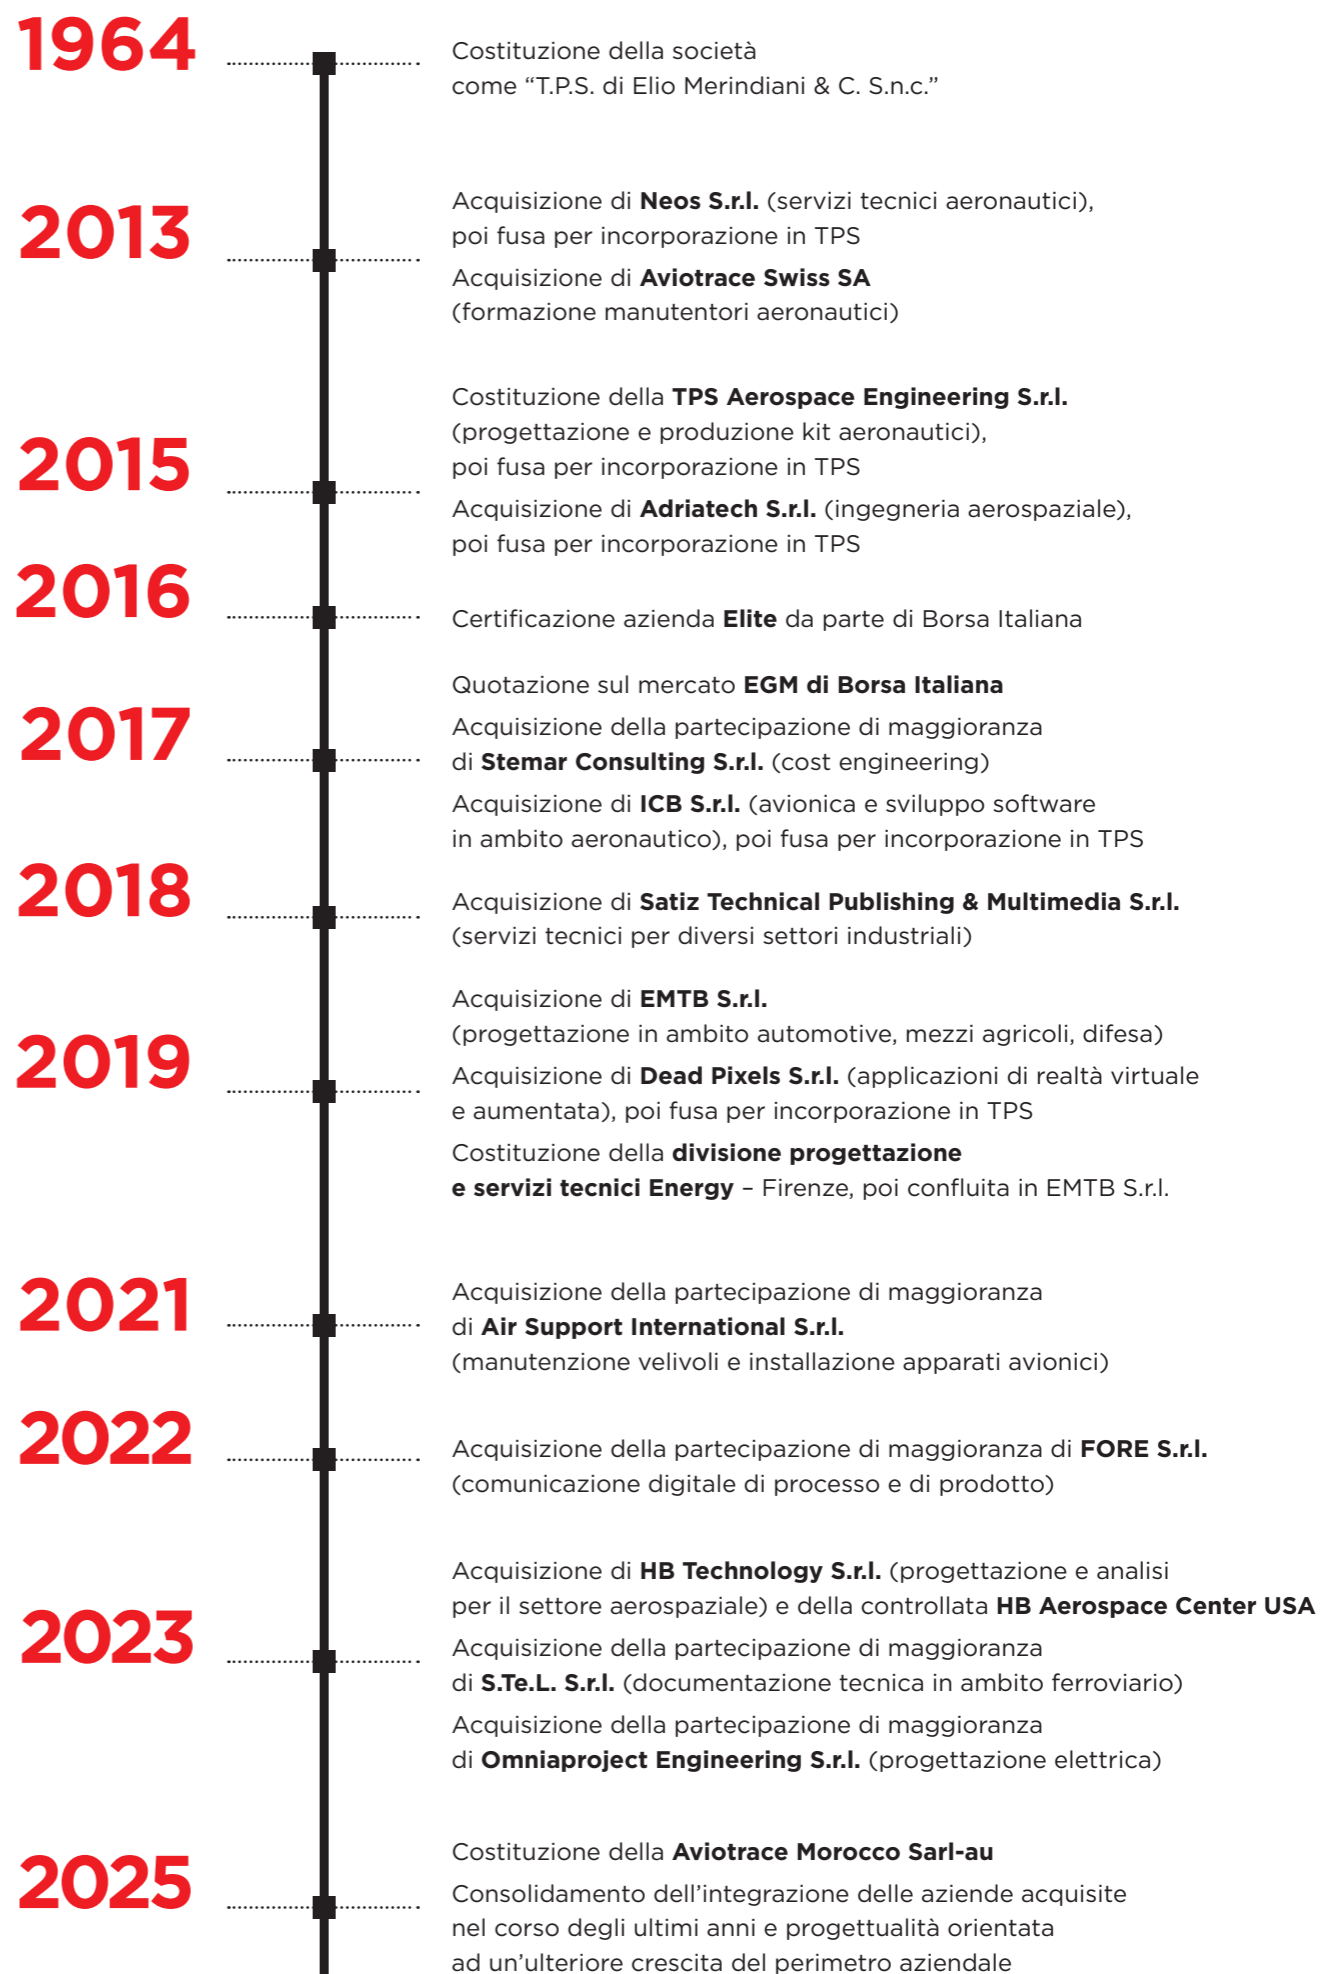 1964
Costituzione della società
come “T.P.S. di Elio Merindiani & C. S.n.c.”
2013
Acquisizione di Neos S.r.l. (servizi tecnici aeronautici),
poi fusa per incorporazione in TPS
Acquisizione di Aviotrace Swiss SA
(formazione manutentori aeronautici)
2015
Costituzione della TPS Aerospace Engineering S.r.l.
(progettazione e produzione kit aeronautici),
poi fusa per incorporazione in TPS
Acquisizione di Adriatech S.r.l. (ingegneria aerospaziale),
poi fusa per incorporazione in TPS
2016
Certificazione azienda Elite da parte di Borsa Italiana
2017
Quotazione sul mercato EGM di Borsa Italiana
Acquisizione della partecipazione di maggioranza
di Stemar Consulting S.r.l. (cost engineering)
Acquisizione di ICB S.r.l. (avionica e sviluppo software
in ambito aeronautico), poi fusa per incorporazione in TPS
2018
Acquisizione di Satiz Technical Publishing & Multimedia S.r.l.
(servizi tecnici per diversi settori industriali)
2019
Acquisizione di EMTB S.r.l.
(progettazione in ambito automotive, mezzi agricoli, difesa)
Acquisizione di Dead Pixels S.r.l. (applicazioni di realtà virtuale
e aumentata), poi fusa per incorporazione in TPS
Costituzione della divisione progettazione
e servizi tecnici Energy – Firenze, poi confluita in EMTB S.r.l.
2021
Acquisizione della partecipazione di maggioranza
di Air Support International S.r.l.
(manutenzione velivoli e installazione apparati avionici)
2022
Acquisizione della partecipazione di maggioranza di FORE S.r.l.
(comunicazione digitale di processo e di prodotto)
2023
Acquisizione di HB Technology S.r.l. (progettazione e analisi
per il settore aerospaziale) e della controllata HB Aerospace Center USA
Acquisizione della partecipazione di maggioranza
di S.Te.L. S.r.l. (documentazione tecnica in ambito ferroviario)
Acquisizione della partecipazione di maggioranza
di Omniaproject Engineering S.r.l. (progettazione elettrica)
2025
Costituzione della Aviotrace Morocco Sarl-au
Consolidamento dell’integrazione delle aziende acquisite
nel corso degli ultimi anni e progettualità orientata
ad un’ulteriore crescita del perimetro aziendale